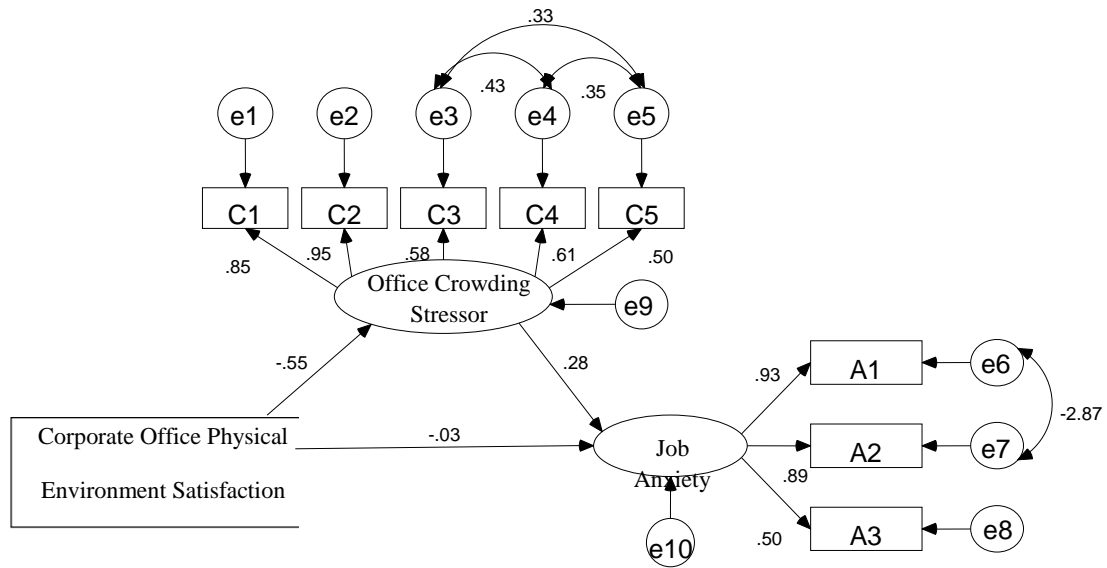 .33
.43
.35
e1
e2
e3
e4
e5
C1
C2
C3
C4
C5
.85
.95
.58
.61
.50
Office Crowding
Stressor
e9
-.55
.28
Corporate Office Physical
Environment Satisfaction
-.03
Job
Anxiety
e10
.93
.89
.50
A1
A2
A3
e6
e7
e8
-2.87